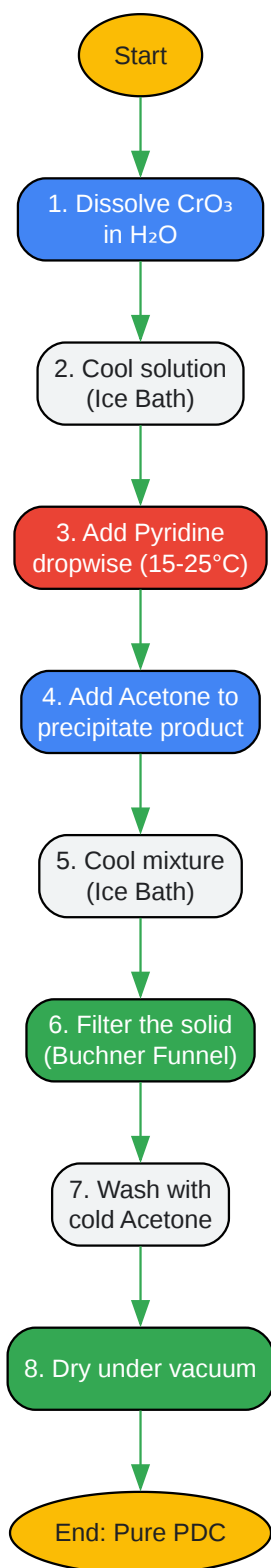 Start
1. Dissolve CrO₃
in H₂O
2. Cool solution
(Ice Bath)
3. Add Pyridine
dropwise (15-25°C)
4. Add Acetone to
precipitate product
5. Cool mixture
(Ice Bath)
6. Filter the solid
(Buchner Funnel)
7. Wash with
cold Acetone
8. Dry under vacuum
End: Pure PDC